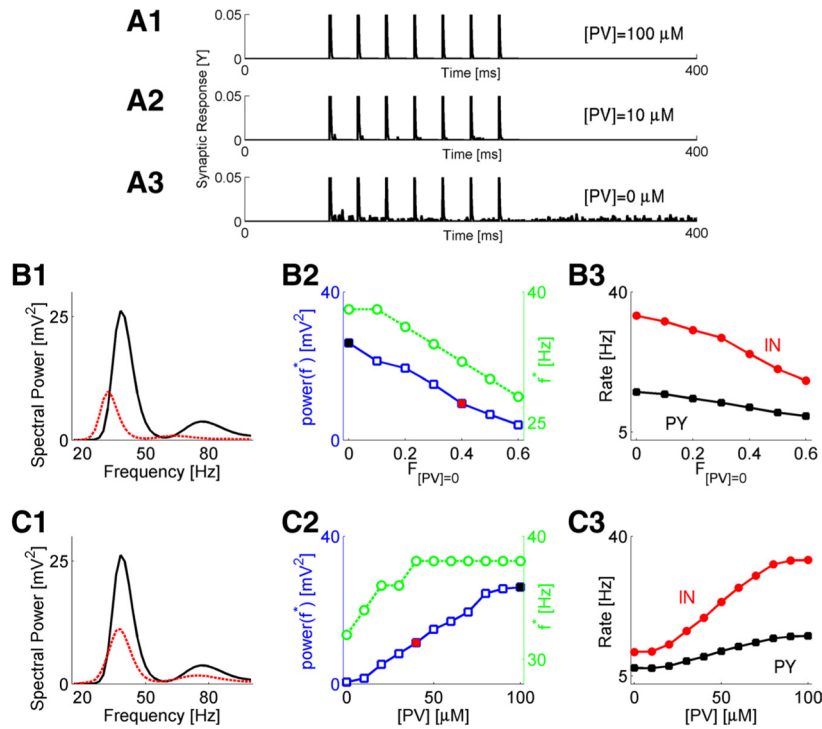 A1
0.05
[PV]=100 µM
0
0
Time [ms]
400
Synaptic Response [Y]
A2
0.05
[PV]=10 µM
0
0
Time [ms]
400
A3
0.05
[PV]=0 µM
0
0
Time [ms]
400
B1
25
0
20 40 60 80
Spectral Power [mV²]
Frequency [Hz]
B2
40
0
power(f*) [mV²]
40
25
f* [Hz]
0 0.2 0.4 0.6
F[PV]=0
B3
40
5
Rate [Hz]
IN
PY
0 0.2 0.4 0.6
F[PV]=0
C1
25
0
20 40 60 80
Spectral Power [mV²]
Frequency [Hz]
C2
40
0
power(f*) [mV²]
40
30
f* [Hz]
0 50 100
[PV] [µM]
C3
40
5
Rate [Hz]
IN
PY
0 50 100
[PV] [µM]